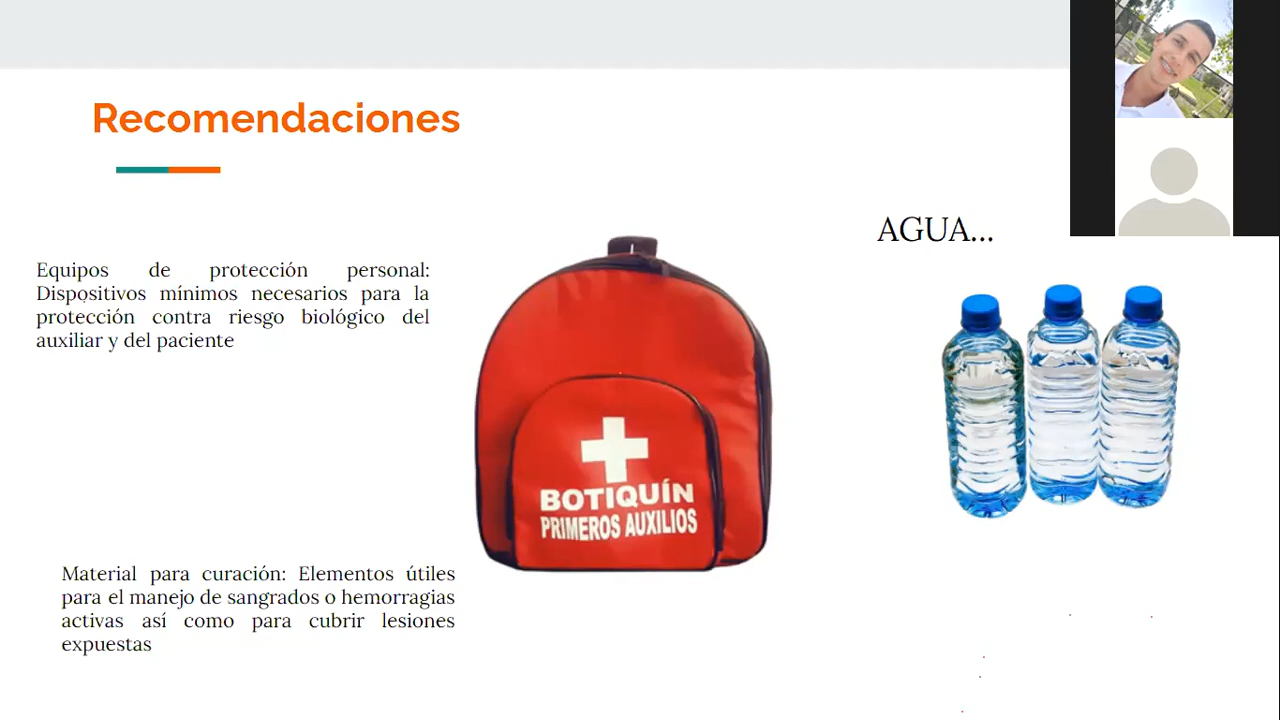 Recomendaciones
AGUA...
Equipos de protección personal:
Dispositivos mínimos necesarios para la
protección contra riesgo biológico del
auxiliar y del paciente
BOTIQUÍN
PRIMEROS AUXILIOS
Material para curación: Elementos útiles
para el manejo de sangrados o hemorragias
activas así como para cubrir lesiones
expuestas